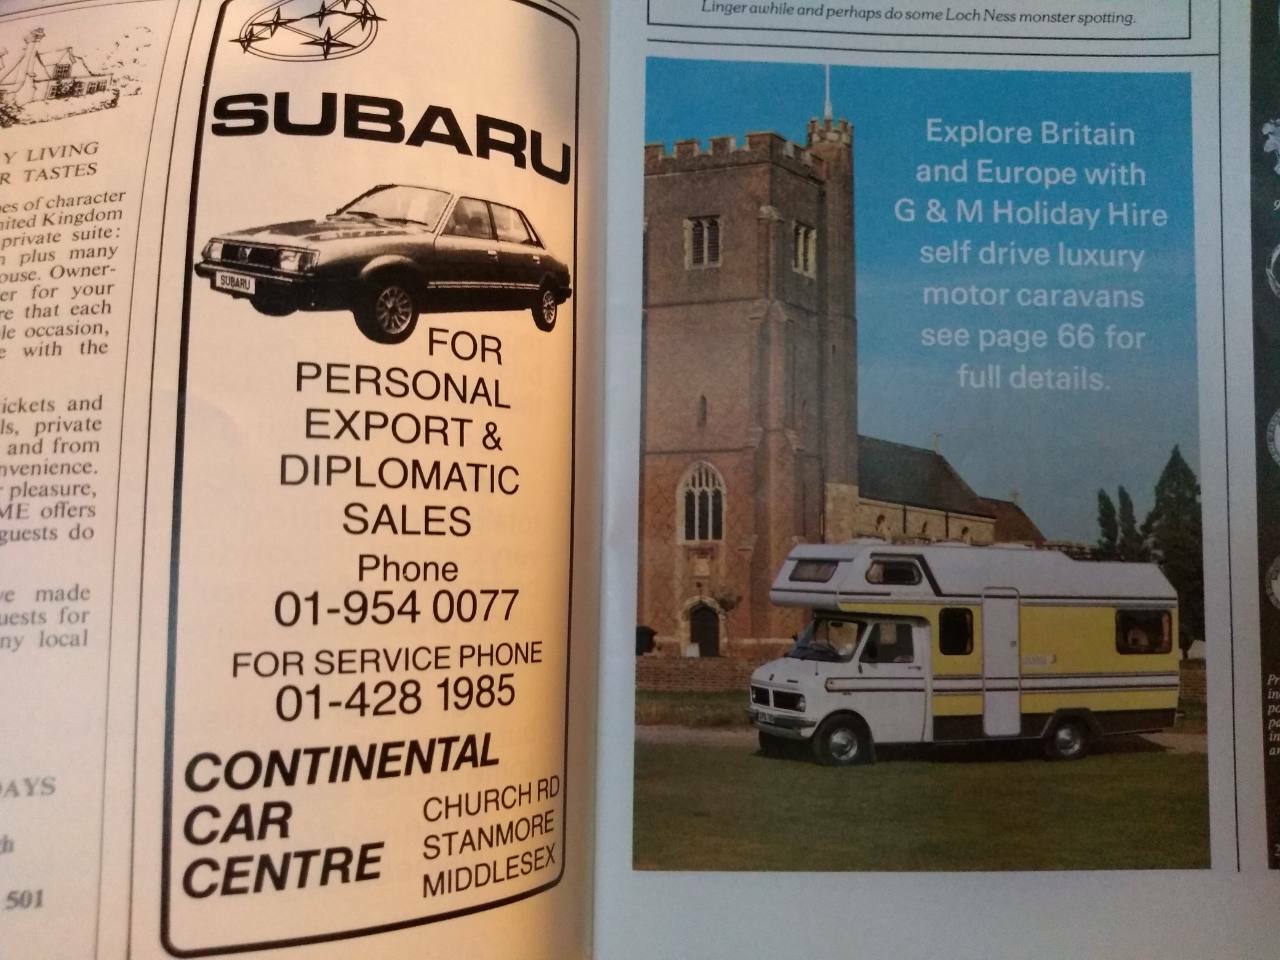 Y LIVING
R TASTES
es of character
nited Kingdom
private suite:
plus many
ouse. Owner-
er for your
re that each
le occasion,
e with the
ickets and
ls, private
and from
nvenience.
r pleasure,
ME offers
guests do
ve made
uests for
ny local
DAYS
501
SUBARU
SUBARU
FOR
PERSONAL
EXPORT &
DIPLOMATIC
SALES
Phone
01-954 0077
FOR SERVICE PHONE
01-428 1985
CONTINENTAL
CAR
CENTRE
CHURCH RD
STANMORE
MIDDLESEX
Linger awhile and perhaps do some Loch Ness monster spotting.
Explore Britain
and Europe with
G & M Holiday Hire
self drive luxury
motor caravans
see page 66 for
full details.